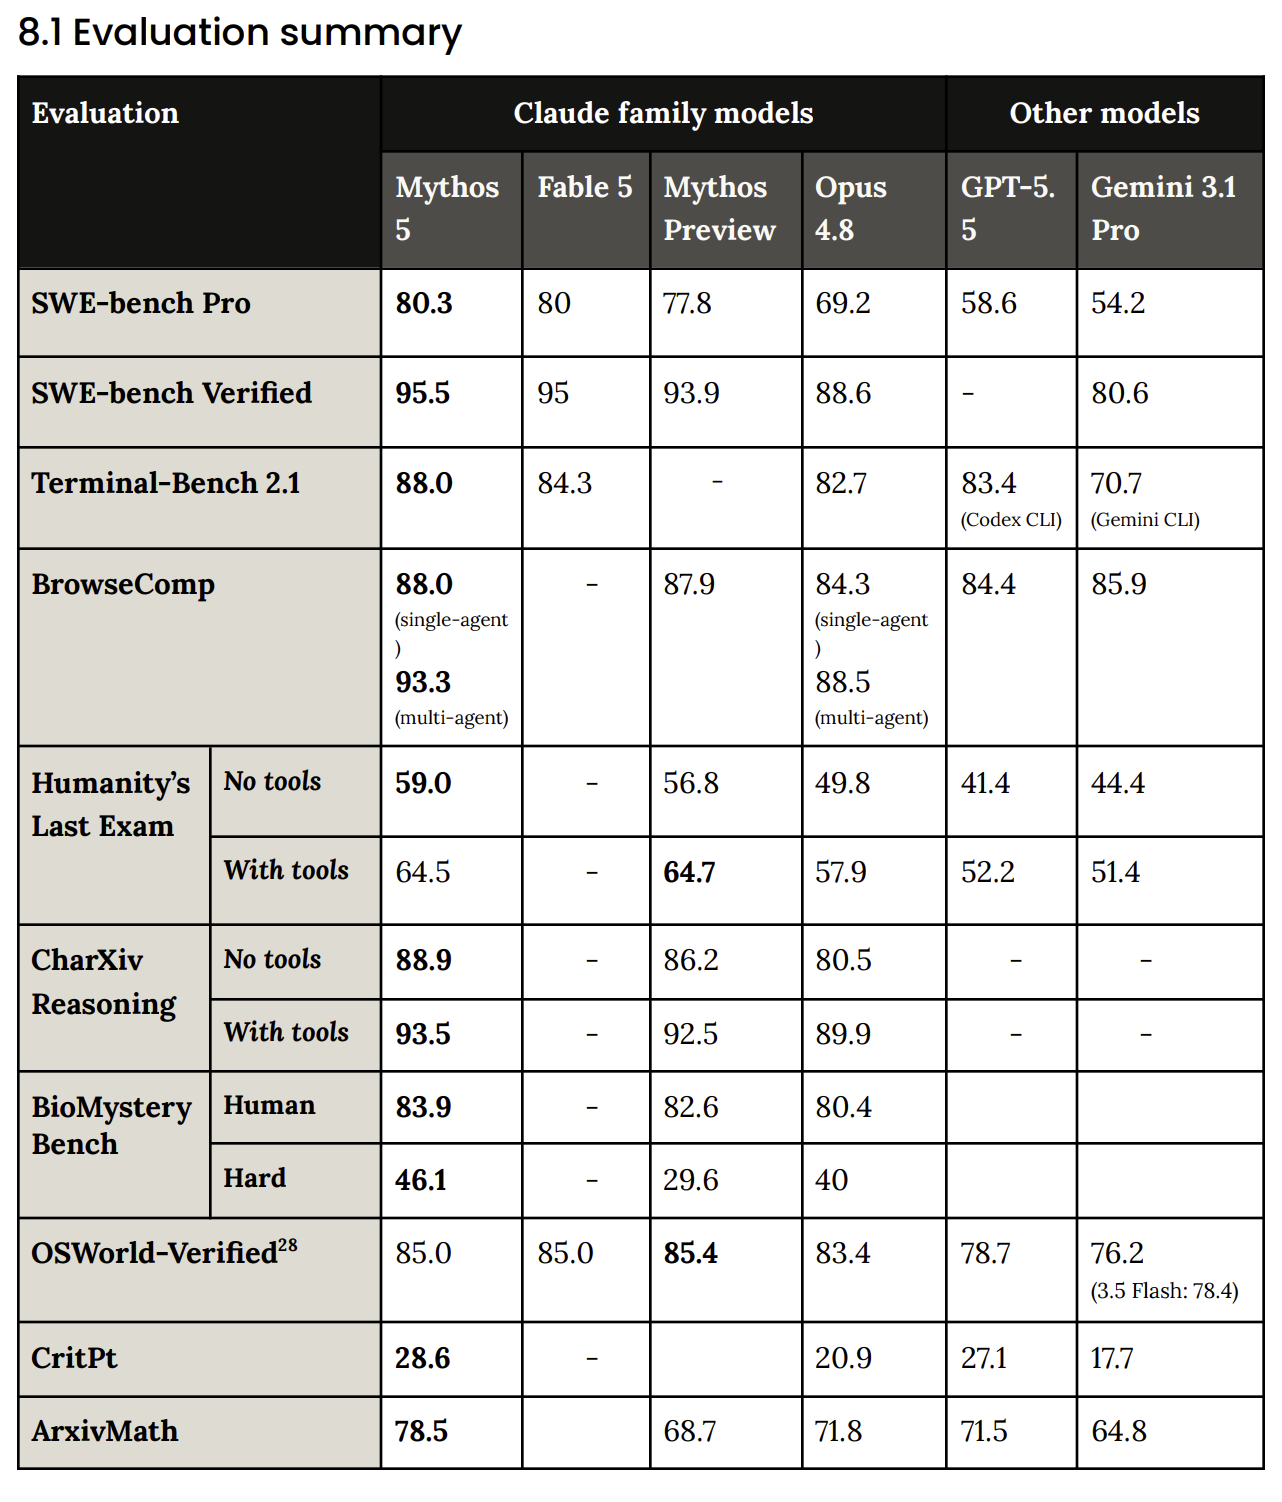 8.1 Evaluation summary
Evaluation
Claude family models
Other models
Mythos
5
Fable 5
Mythos
Preview
Opus
4.8
GPT-5.
5
Gemini 3.1
Pro
SWE-bench Pro
80.3
80
77.8
69.2
58.6
54.2
SWE-bench Verified
95.5
95
93.9
88.6
-
80.6
Terminal-Bench 2.1
88.0
84.3
-
82.7
83.4
(Codex CLI)
70.7
(Gemini CLI)
BrowseComp
88.0
(single-agent
)
93.3
(multi-agent)
-
87.9
84.3
(single-agent
)
88.5
(multi-agent)
84.4
85.9
Humanity’s
Last Exam
No tools
59.0
-
56.8
49.8
41.4
44.4
With tools
64.5
-
64.7
57.9
52.2
51.4
CharXiv
Reasoning
No tools
88.9
-
86.2
80.5
-
-
With tools
93.5
-
92.5
89.9
-
-
BioMystery
Bench
Human
83.9
-
82.6
80.4
Hard
46.1
-
29.6
40
OSWorld-Verified²⁸
85.0
85.0
85.4
83.4
78.7
76.2
(3.5 Flash: 78.4)
CritPt
28.6
-
20.9
27.1
17.7
ArxivMath
78.5
68.7
71.8
71.5
64.8